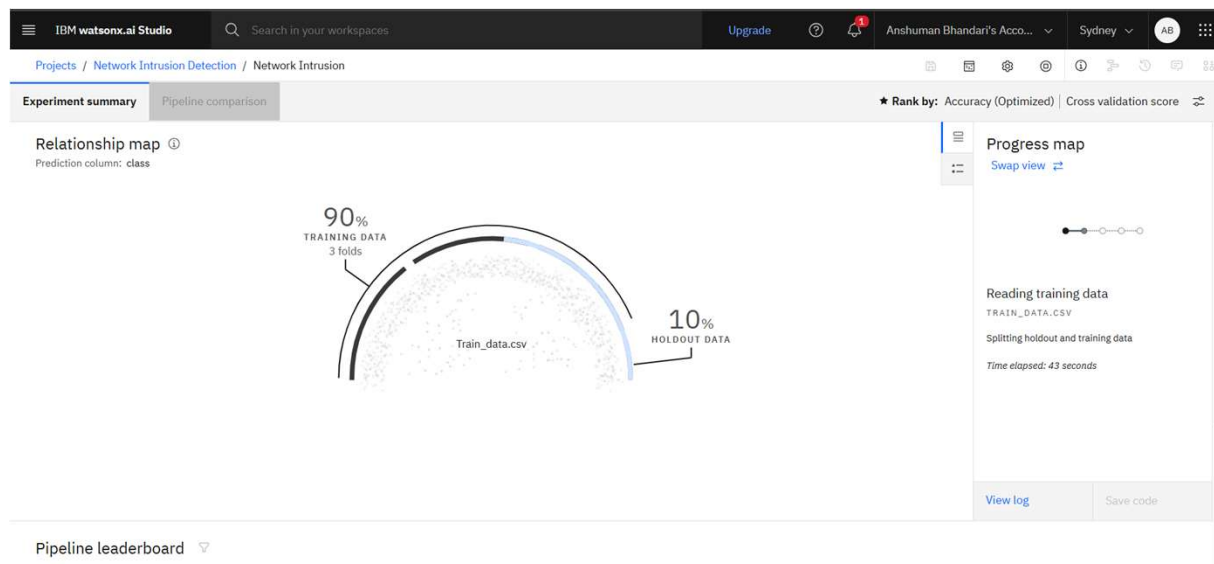 IBM watsonx.ai Studio
Search in your workspaces
Upgrade
1
Anshuman Bhandari's Acco...
Sydney
AB
Projects / Network Intrusion Detection / Network Intrusion
Experiment summary
Pipeline comparison
Rank by: Accuracy (Optimized) | Cross validation score
Relationship map
Prediction column: class
90%
TRAINING DATA
3 folds
Train_data.csv
10%
HOLDOUT DATA
Progress map
Swap view
Reading training data
TRAIN_DATA.CSV
Splitting holdout and training data
Time elapsed: 43 seconds
View log
Save code
Pipeline leaderboard